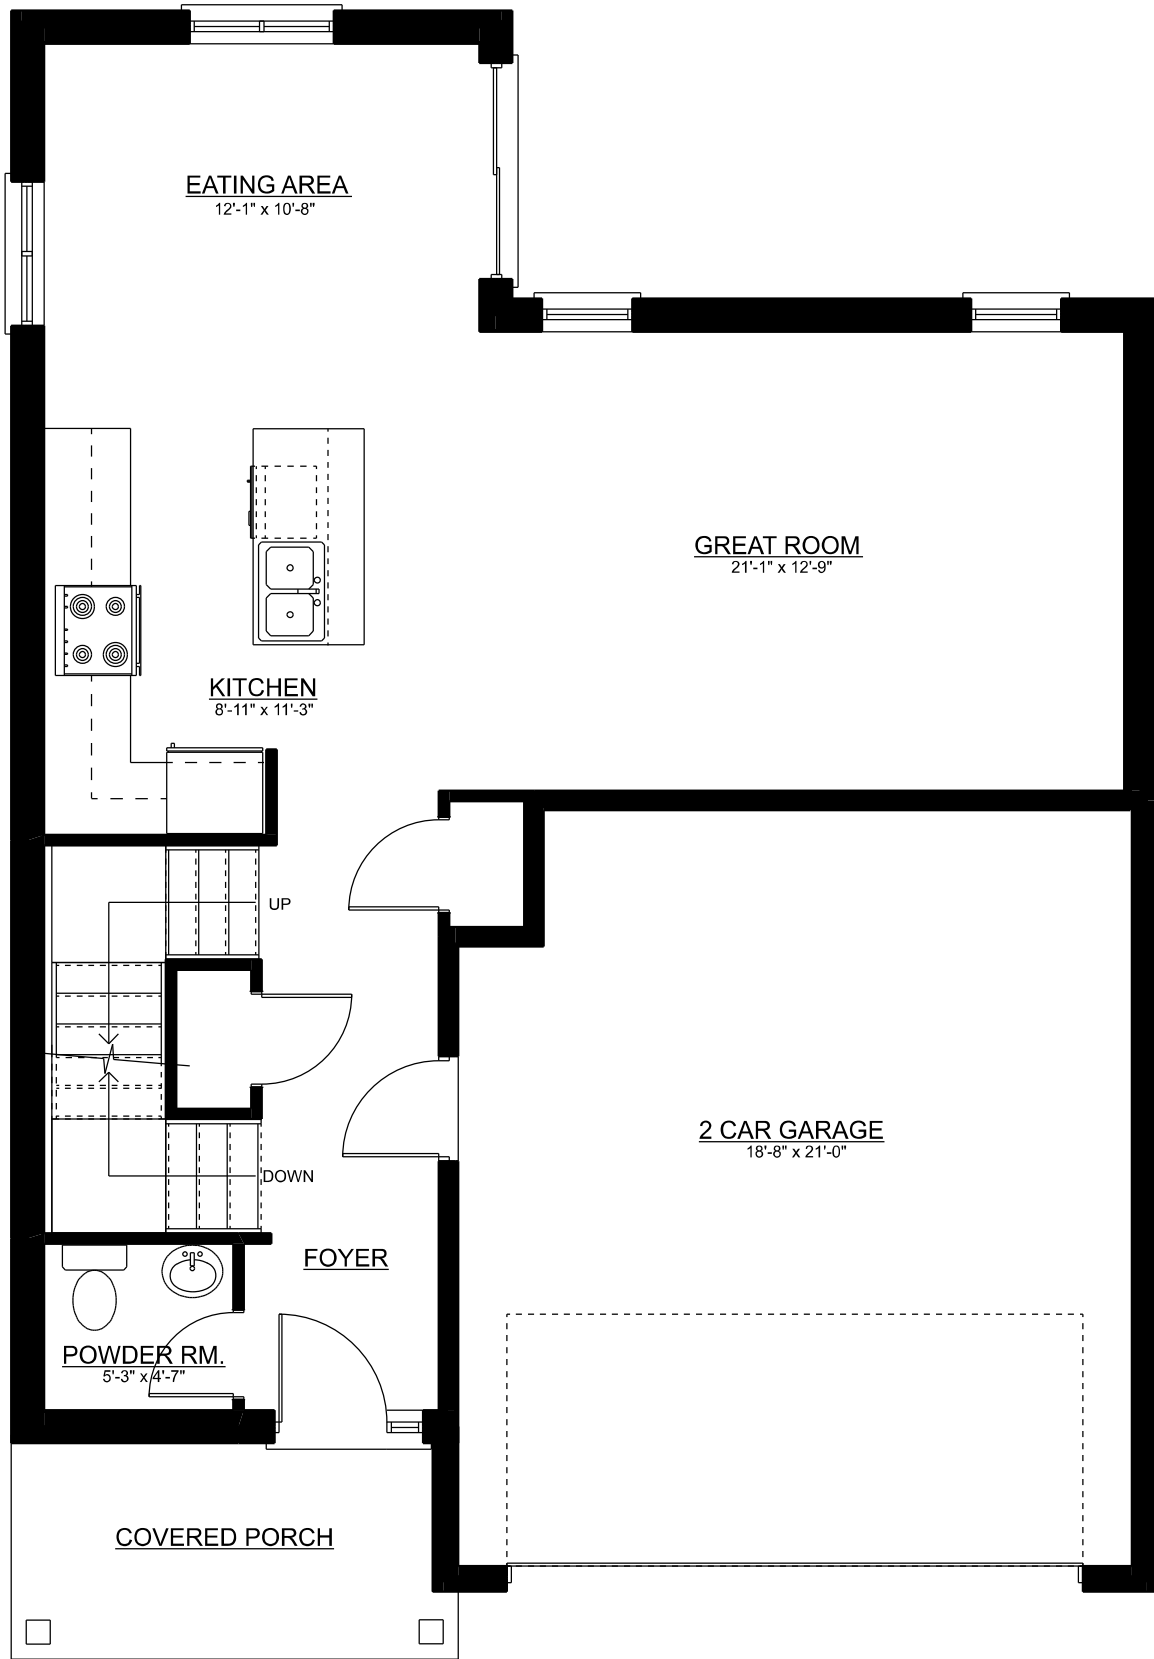 EATING AREA
12'-1" x 10'-8"
GREAT ROOM
21'-1" x 12'-9"
KITCHEN
8'-11" x 11'-3"
UP
2 CAR GARAGE
18'-8" x 21'-0"
DOWN
FOYER
POWDER RM.
5'-3" x 4'-7"
COVERED PORCH